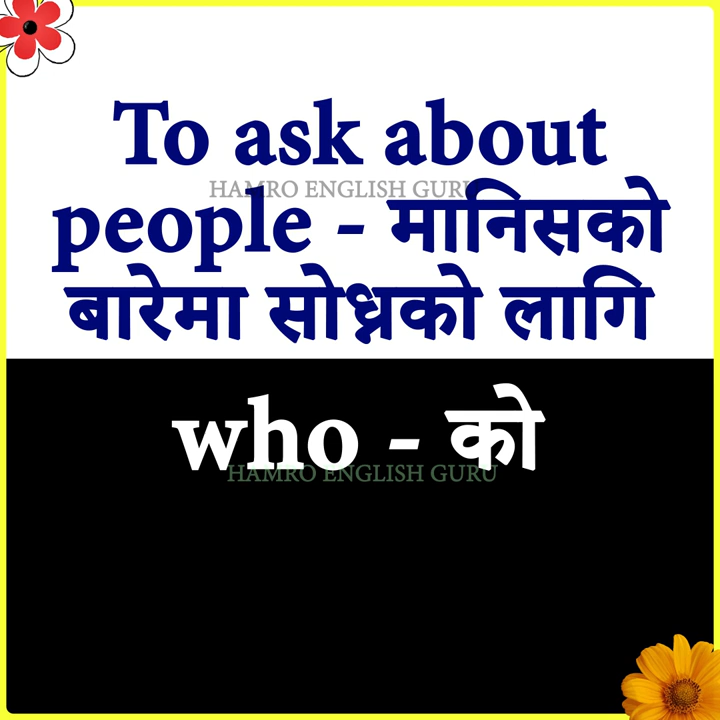 To ask about
HAMRO ENGLISH GURU
people - मानिसको
बारेमा सोध्नको लागि
who - को
HAMRO ENGLISH GURU